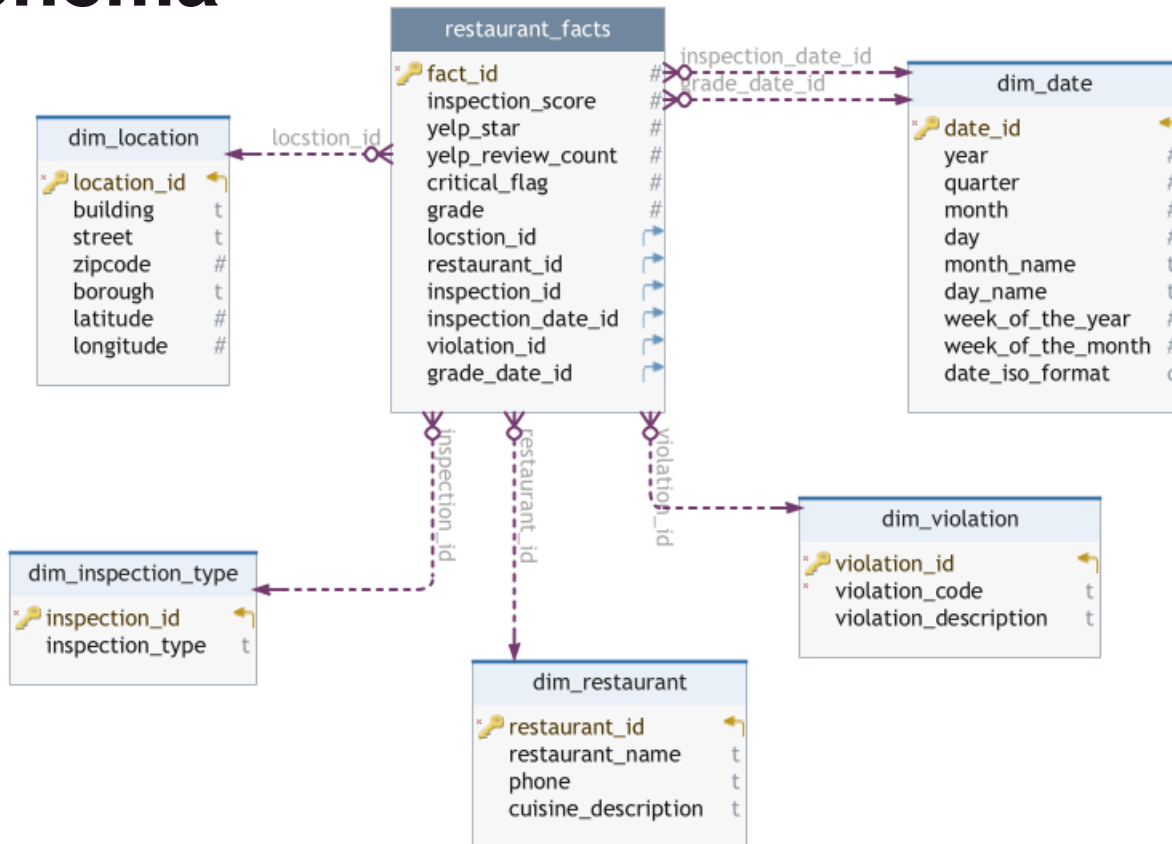 restaurant_facts
fact_id #
inspection_score #
yelp_star #
yelp_review_count #
critical_flag #
grade #
locstion_id
restaurant_id
inspection_id
inspection_date_id
violation_id
grade_date_id
inspection_date_id
grade_date_id
locstion_id
inspection_id
restaurant_id
violation_id
dim_location
location_id
building t
street t
zipcode #
borough t
latitude #
longitude #
dim_date
date_id
year #
quarter #
month #
day #
month_name t
day_name t
week_of_the_year #
week_of_the_month #
date_iso_format
dim_inspection_type
inspection_id
inspection_type t
dim_restaurant
restaurant_id
restaurant_name t
phone t
cuisine_description t
dim_violation
violation_id
violation_code t
violation_description t